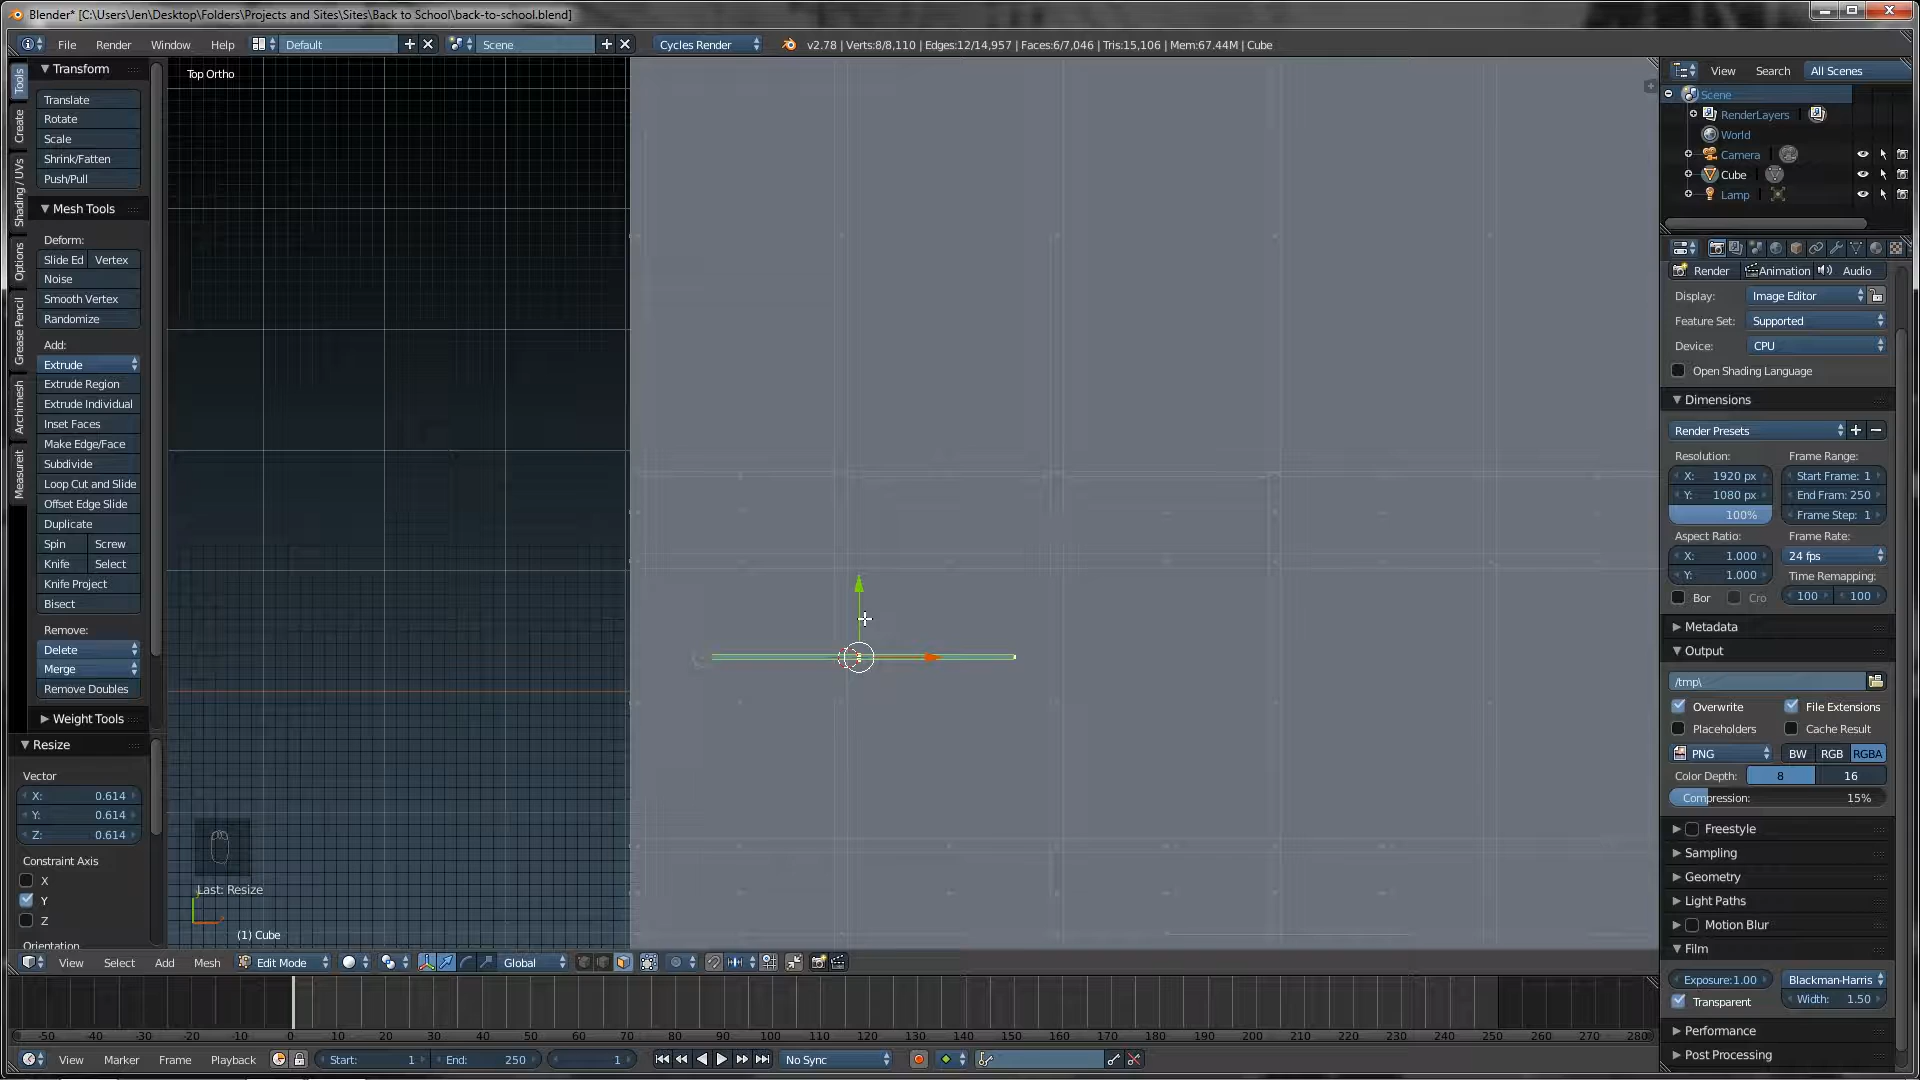 Blender* [C:\Users\Jen\Desktop\Folders\Projects and Sites\Sites\Back to School\back-to-school.blend]
File Render Window Help Default Scene Cycles Render v2.78 | Verts:8/8,110 | Edges:12/14,957 | Faces:6/7,046 | Tris:15,106 | Mem:67.44M | Cube
Tools
Create
Shading / UVs
Options
Grease Pencil
Archimesh
Measureit
Transform
Translate
Rotate
Scale
Shrink/Fatten
Push/Pull
Mesh Tools
Deform:
Slide Ed Vertex
Noise
Smooth Vertex
Randomize
Add:
Extrude
Extrude Region
Extrude Individual
Inset Faces
Make Edge/Face
Subdivide
Loop Cut and Slide
Offset Edge Slide
Duplicate
Spin Screw
Knife Select
Knife Project
Bisect
Remove:
Delete
Merge
Remove Doubles
Weight Tools
Resize
Vector
X: 0.614
Y: 0.614
Z: 0.614
Constraint Axis
X
Y
Z
Orientation
Top Ortho
Last: Resize
(1) Cube
View Select Add Mesh Edit Mode Global
-50 -40 -30 -20 -10 0 10 20 30 40 50 60 70 80 90 100 110 120 130 140 150 160 170 180 190 200 210 220 230 240 250 260 270 280
View Marker Frame Playback Start: 1 End: 250 1 No Sync
View Search All Scenes
Scene
RenderLayers
World
Camera
Cube
Lamp
Render Animation Audio
Display: Image Editor
Feature Set: Supported
Device: CPU
Open Shading Language
Dimensions
Render Presets
Resolution: Frame Range:
X: 1920 px Start Frame: 1
Y: 1080 px End Fram: 250
100% Frame Step: 1
Aspect Ratio: Frame Rate:
X: 1.000 24 fps
Y: 1.000 Time Remapping:
Bor Cro 100 100
Metadata
Output
/tmp\
Overwrite File Extensions
Placeholders Cache Result
PNG BW RGB RGBA
Color Depth: 8 16
Compression: 15%
Freestyle
Sampling
Geometry
Light Paths
Motion Blur
Film
Exposure:1.00 Blackman-Harris
Transparent Width: 1.50
Performance
Post Processing